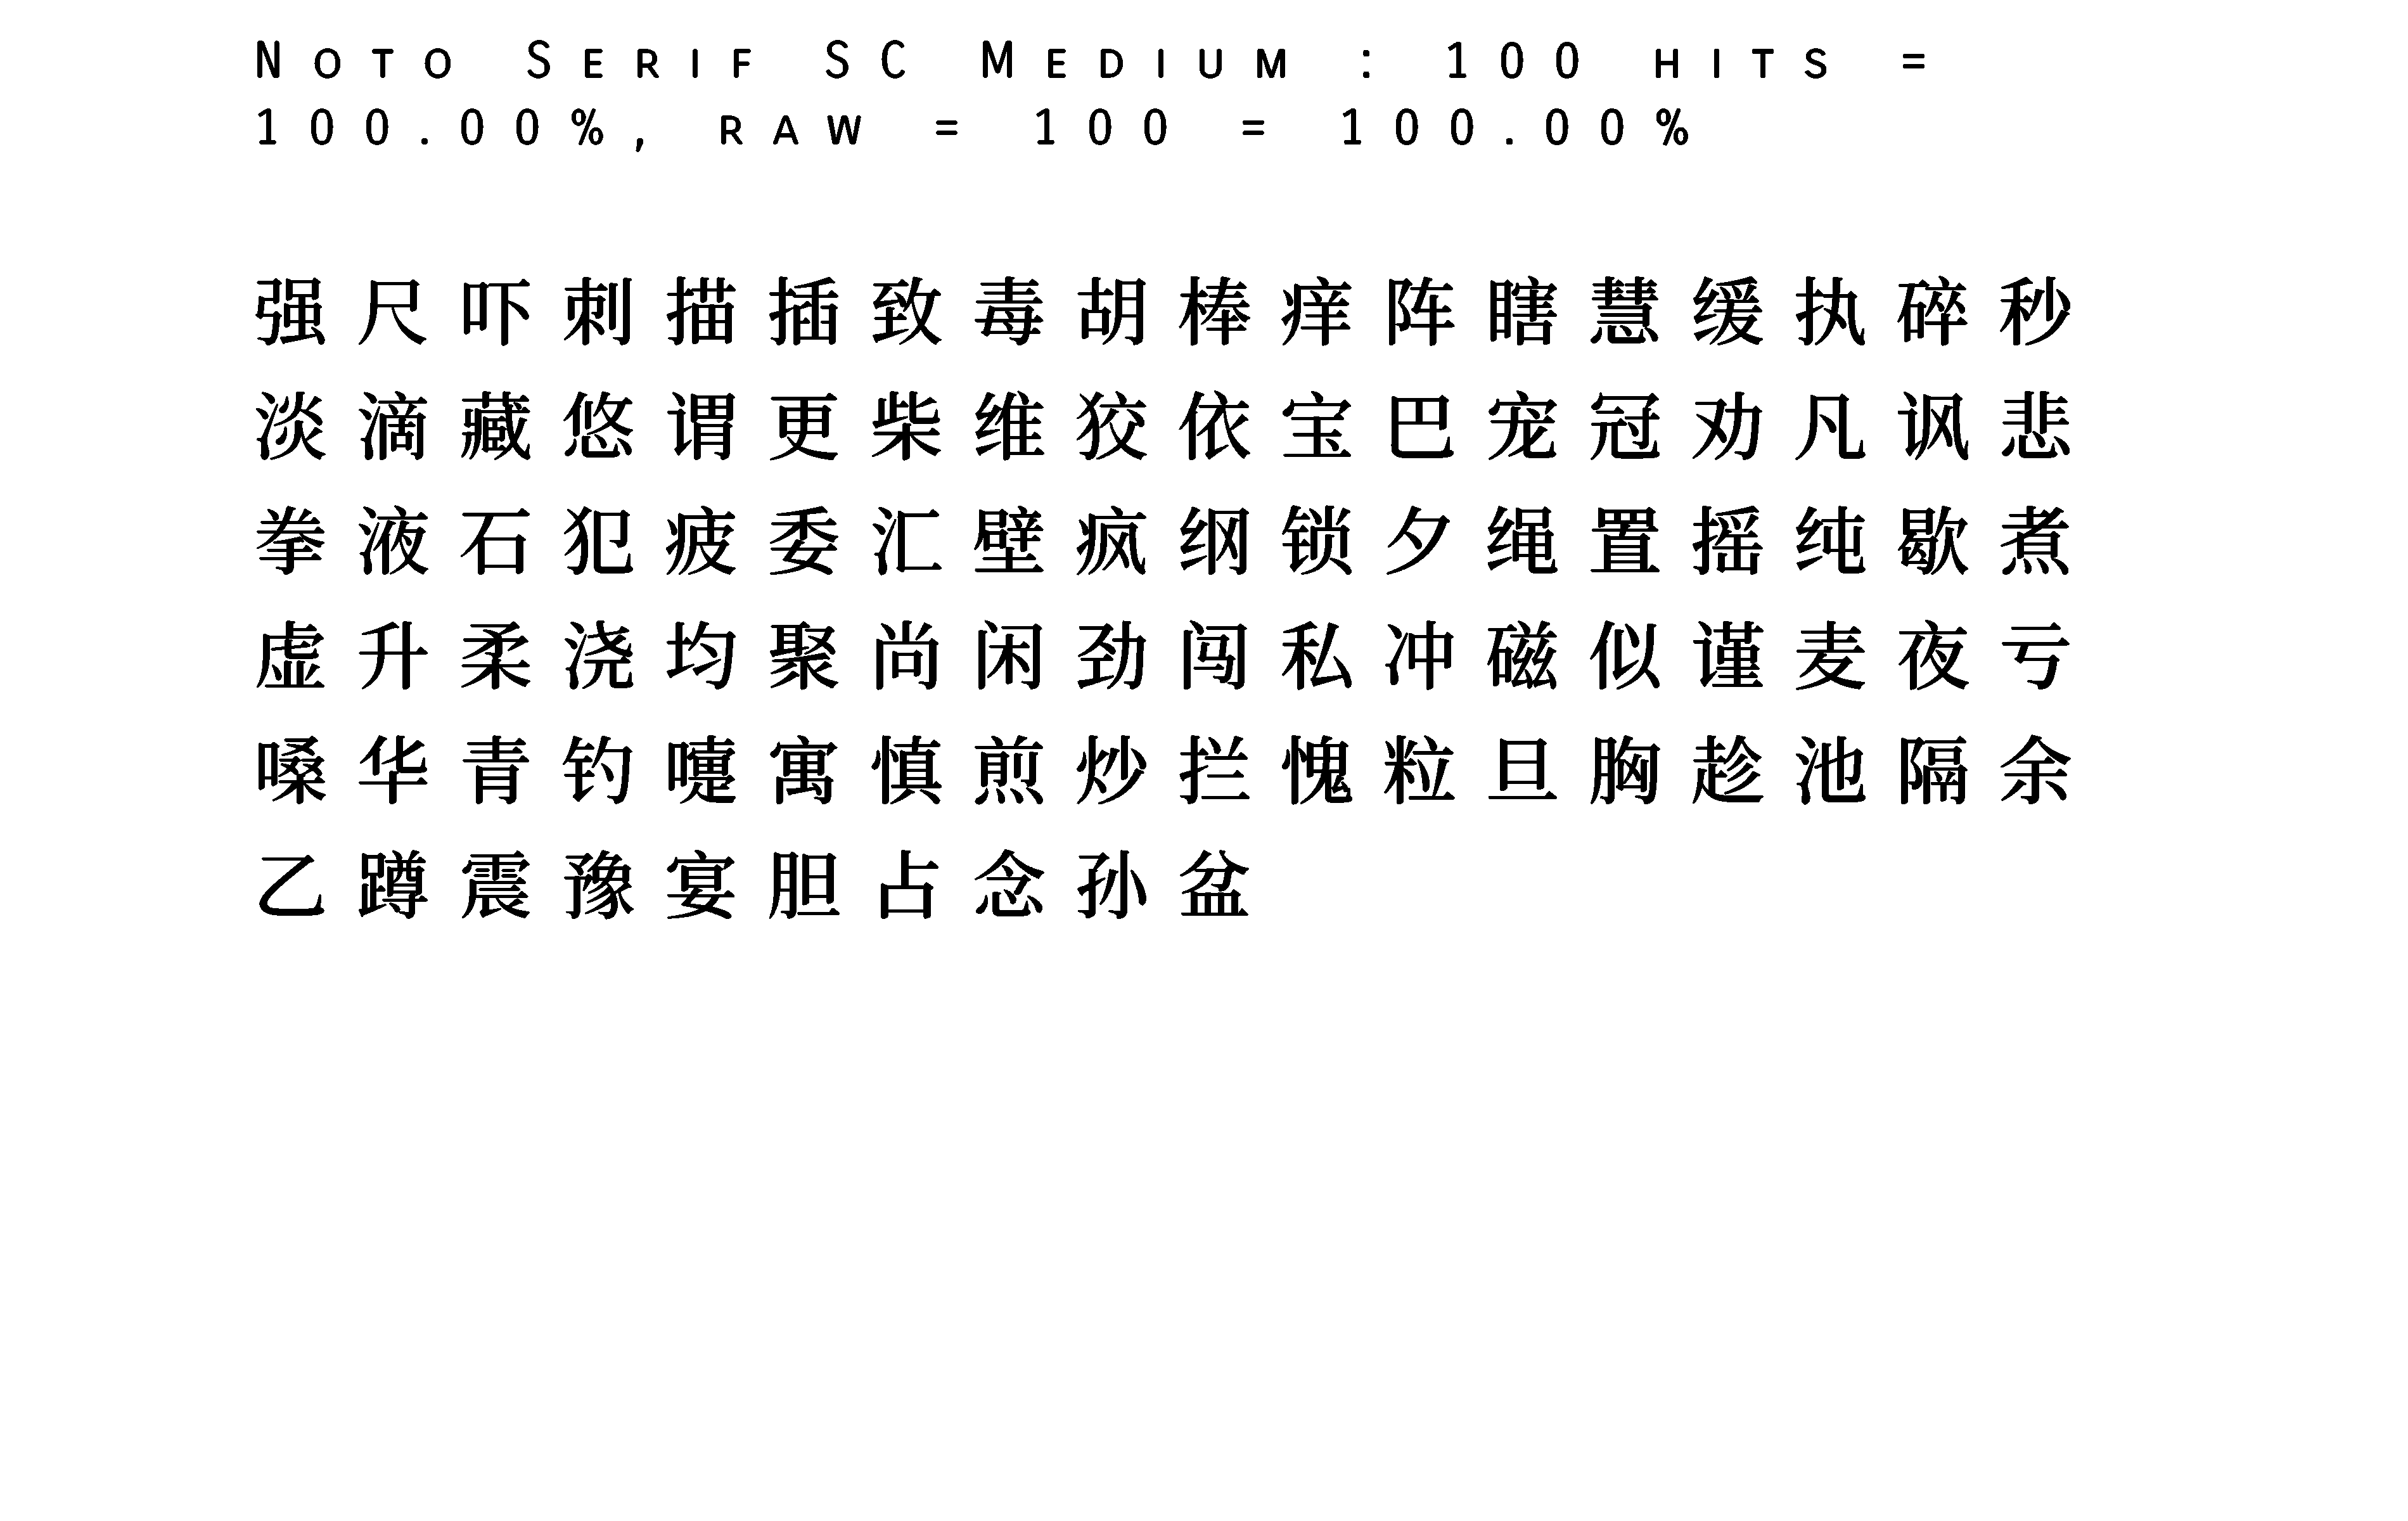 Noto Serif SC Medium : 100 hits =
100.00%, raw = 100 = 100.00%
强尺吓刺描插致毒胡棒痒阵瞎慧缓执碎秒
淡滴藏悠谓更柴维狡依宝巴宠冠劝凡讽悲
拳液石犯疲委汇壁疯纲锁夕绳置摇纯歇煮
虚升柔浇均聚尚闲劲闯私冲磁似谨麦夜亏
嗓华青钓嚏寓慎煎炒拦愧粒旦胸趁池隔余
乙蹲震豫宴胆占念孙盆